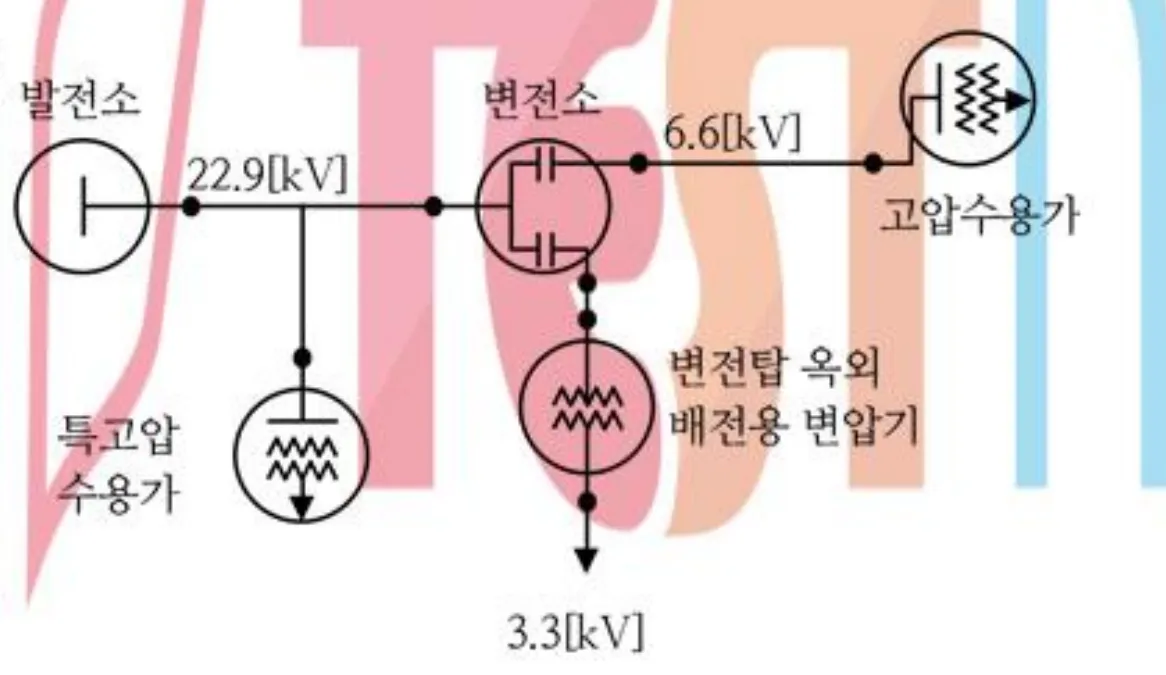 발전소
변전소
22.9[kV]
6.6[kV]
고압수용가
특고압
수용가
변전탑 옥외
배전용 변압기
3.3[kV]